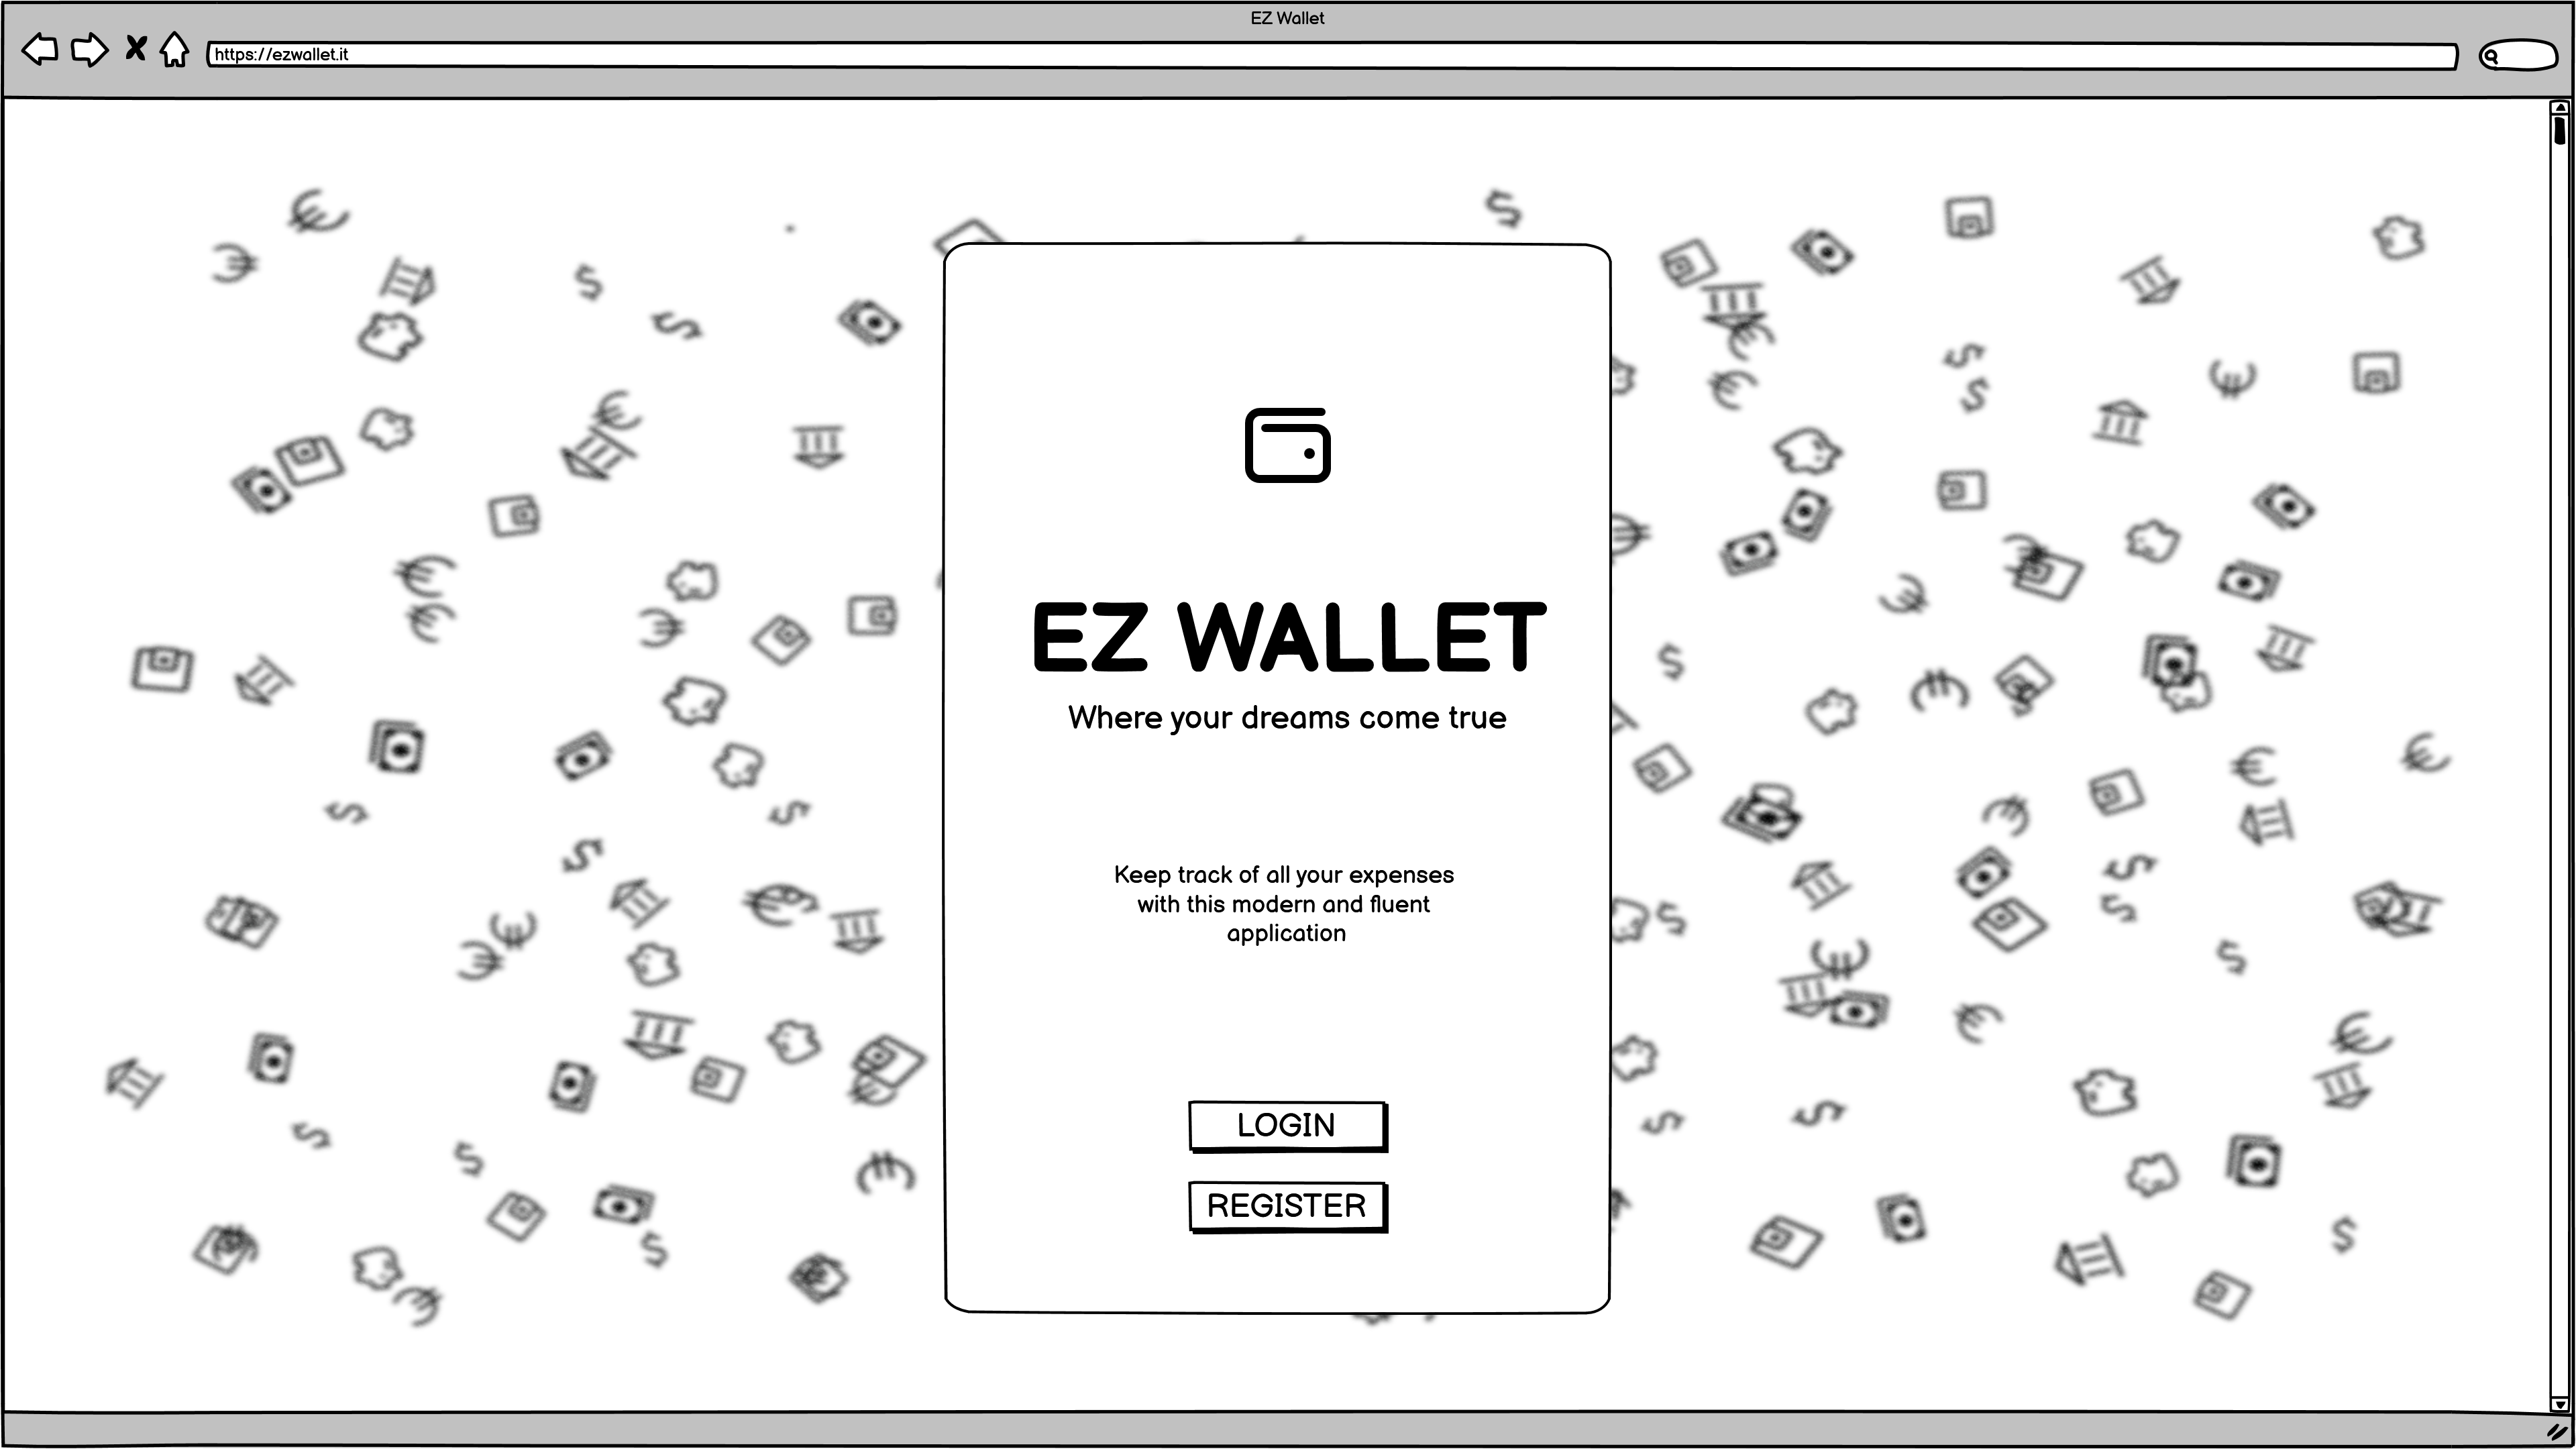 EZ Wallet
https://ezwallet.it
EZ WALLET
Where your dreams come true
Keep track of all your expenses
with this modern and fluent
application
LOGIN
REGISTER